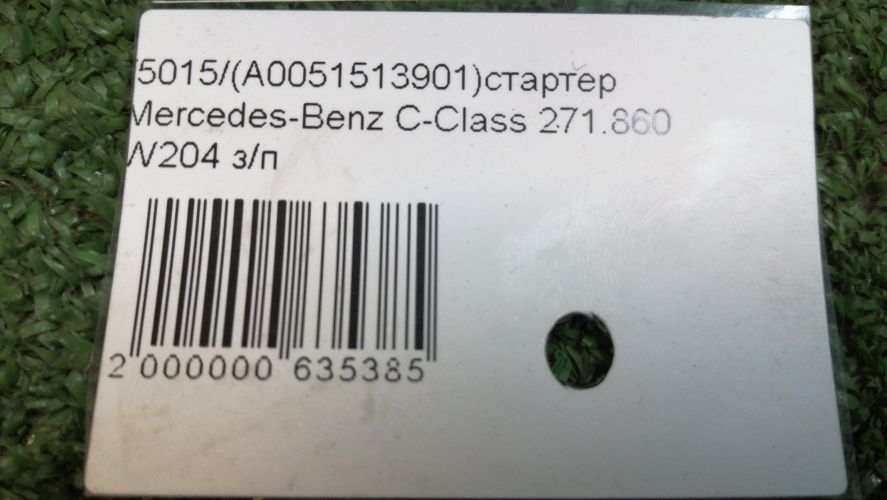 5015/(A0051513901)стартер
Mercedes-Benz C-Class 271.860
W204 з/п
2 000000 635385